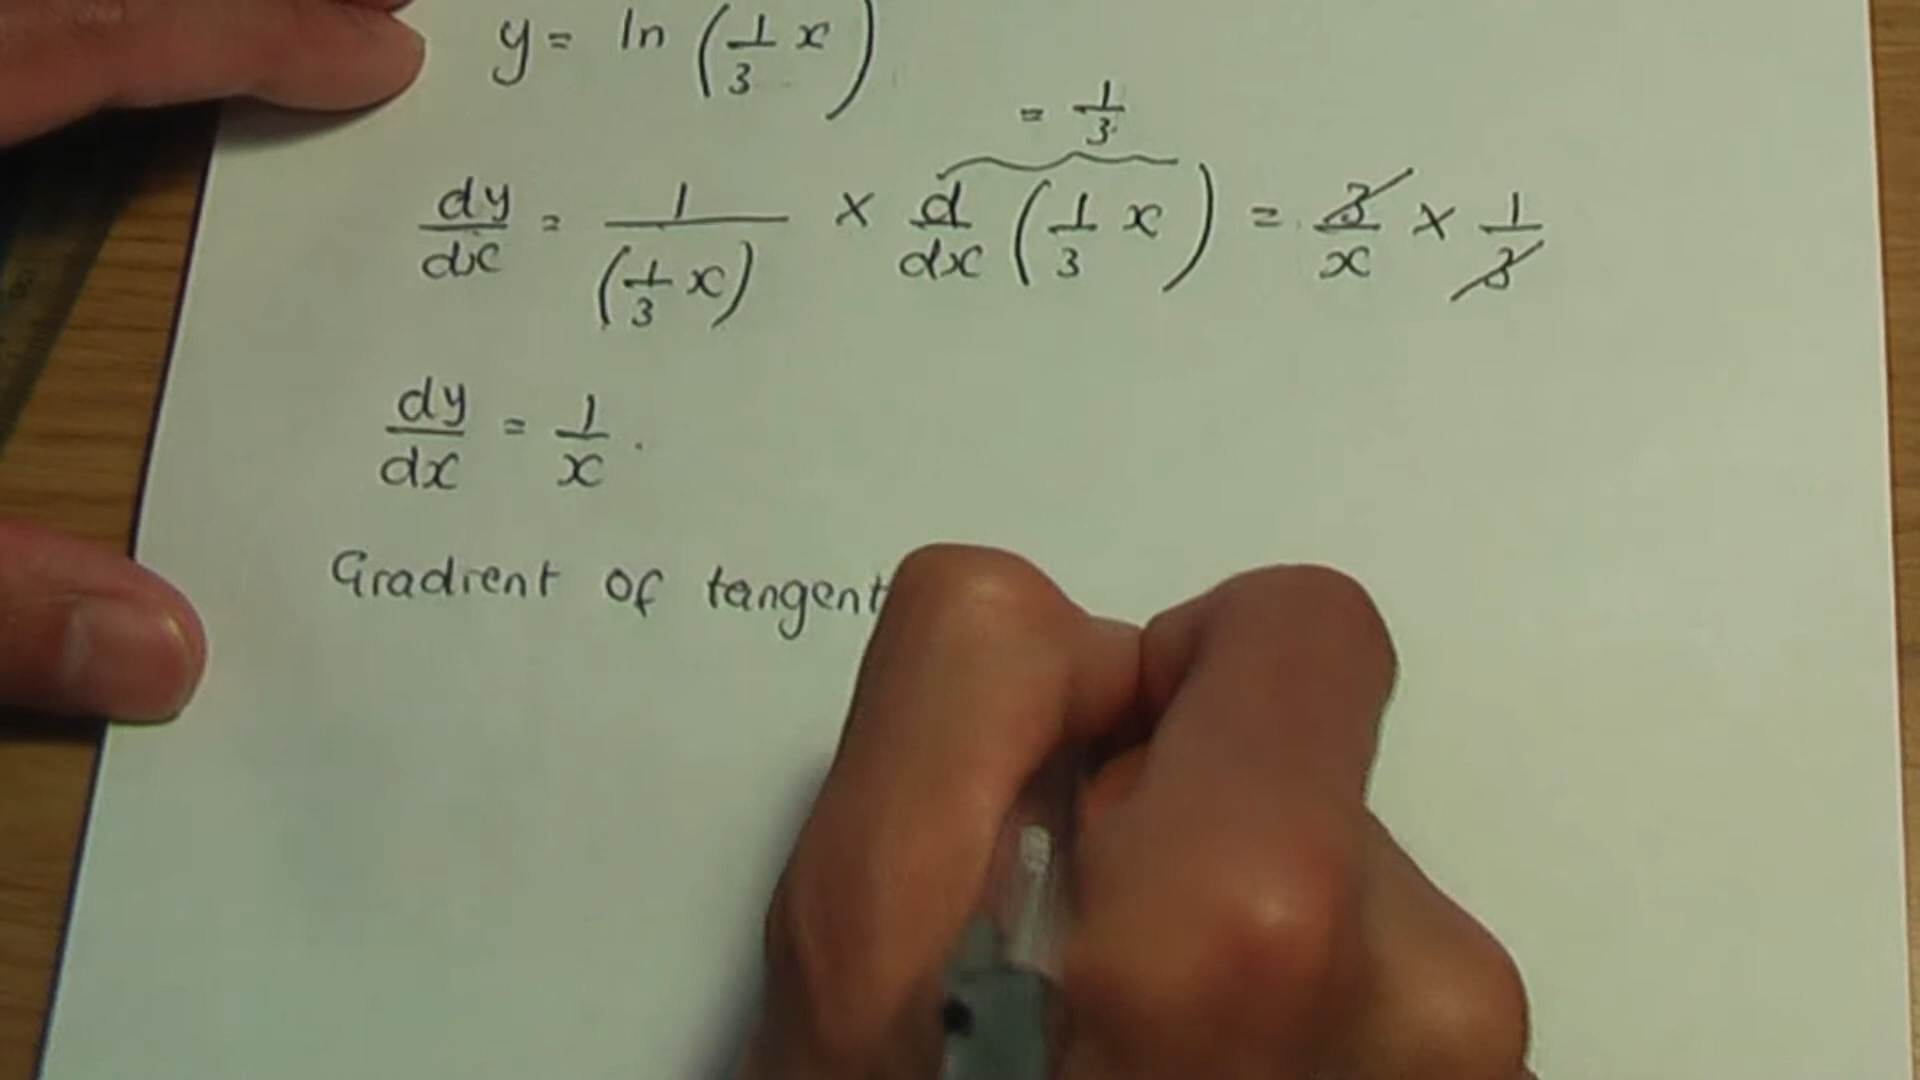 y = ln (1/3 x)
= 1/3
dy/dx = 1/(1/3 x) × d/dx (1/3 x) = 3/x × 1/3
dy/dx = 1/x .
Gradient of tangent